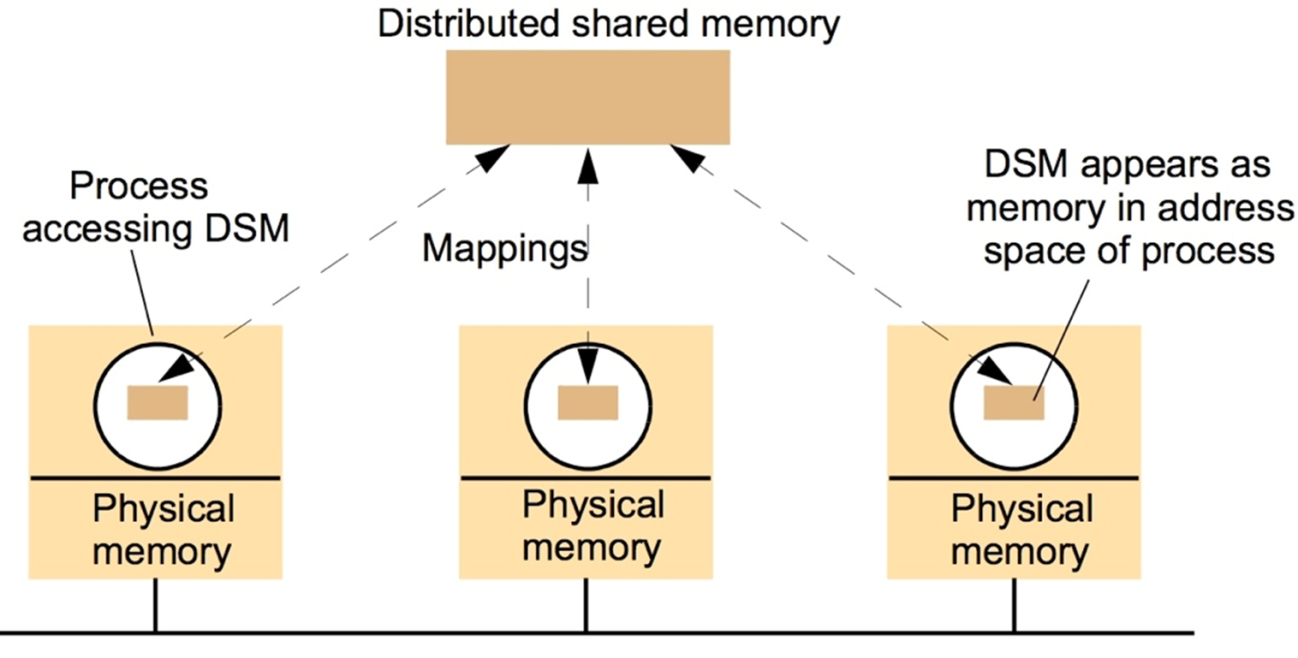 Distributed shared memory
Process
accessing DSM
Mappings
DSM appears as
memory in address
space of process
Physical
memory
Physical
memory
Physical
memory